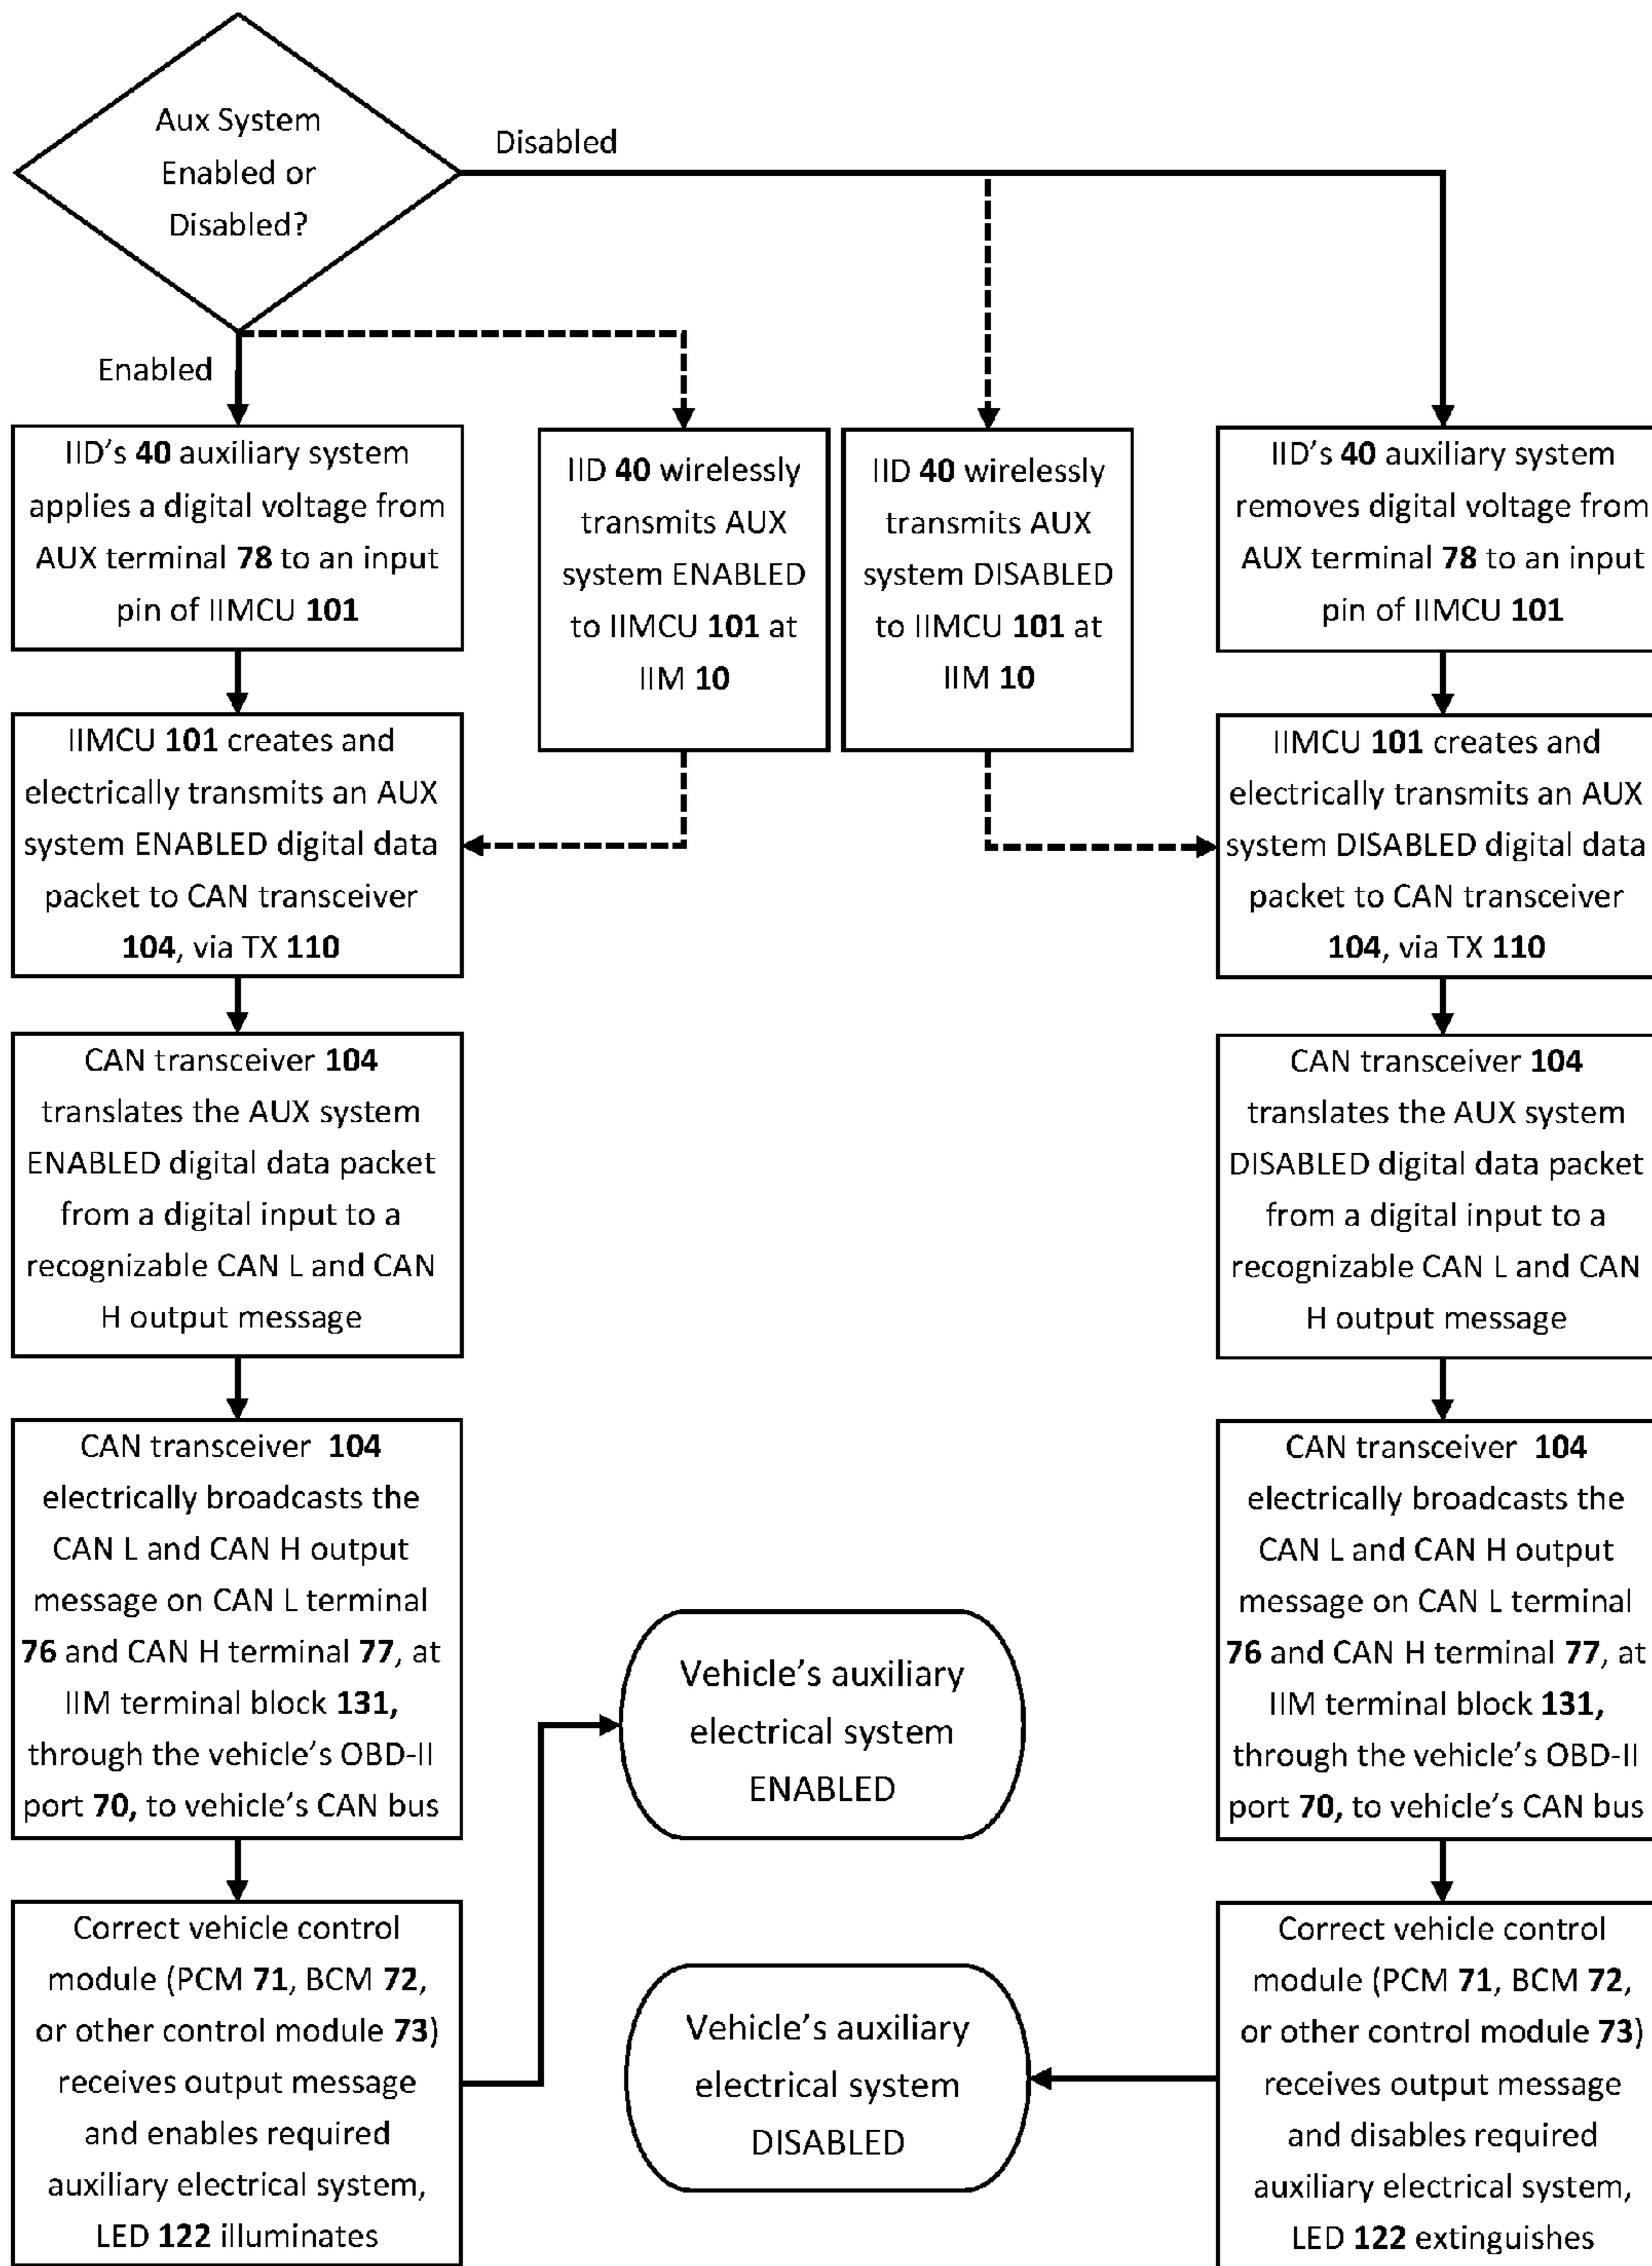 Aux System
Enabled or
Disabled?
Disabled
Enabled
IID's 40 auxiliary system
applies a digital voltage from
AUX terminal 78 to an input
pin of IIMCU 101
IID 40 wirelessly
transmits AUX
system ENABLED
to IIMCU 101 at
IIM 10
IID 40 wirelessly
transmits AUX
system DISABLED
to IIMCU 101 at
IIM 10
IID's 40 auxiliary system
removes digital voltage from
AUX terminal 78 to an input
pin of IIMCU 101
IIMCU 101 creates and
electrically transmits an AUX
system ENABLED digital data
packet to CAN transceiver
104, via TX 110
IIMCU 101 creates and
electrically transmits an AUX
system DISABLED digital data
packet to CAN transceiver
104, via TX 110
CAN transceiver 104
translates the AUX system
ENABLED digital data packet
from a digital input to a
recognizable CAN L and CAN
H output message
CAN transceiver 104
translates the AUX system
DISABLED digital data packet
from a digital input to a
recognizable CAN L and CAN
H output message
CAN transceiver 104
electrically broadcasts the
CAN L and CAN H output
message on CAN L terminal
76 and CAN H terminal 77, at
IIM terminal block 131,
through the vehicle's OBD-II
port 70, to vehicle's CAN bus
CAN transceiver 104
electrically broadcasts the
CAN L and CAN H output
message on CAN L terminal
76 and CAN H terminal 77, at
IIM terminal block 131,
through the vehicle's OBD-II
port 70, to vehicle's CAN bus
Vehicle's auxiliary
electrical system
ENABLED
Correct vehicle control
module (PCM 71, BCM 72,
or other control module 73)
receives output message
and enables required
auxiliary electrical system,
LED 122 illuminates
Vehicle's auxiliary
electrical system
DISABLED
Correct vehicle control
module (PCM 71, BCM 72,
or other control module 73)
receives output message
and disables required
auxiliary electrical system,
LED 122 extinguishes